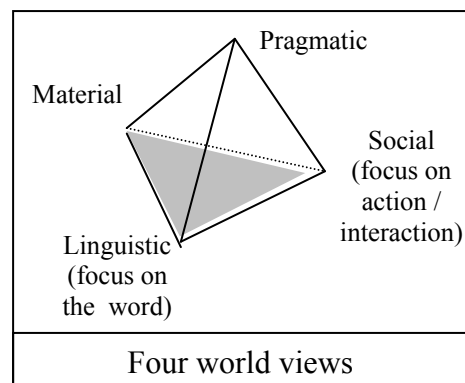 Pragmatic
Material
Social
(focus on
action /
interaction)
Linguistic
(focus on
the word)
Four world views